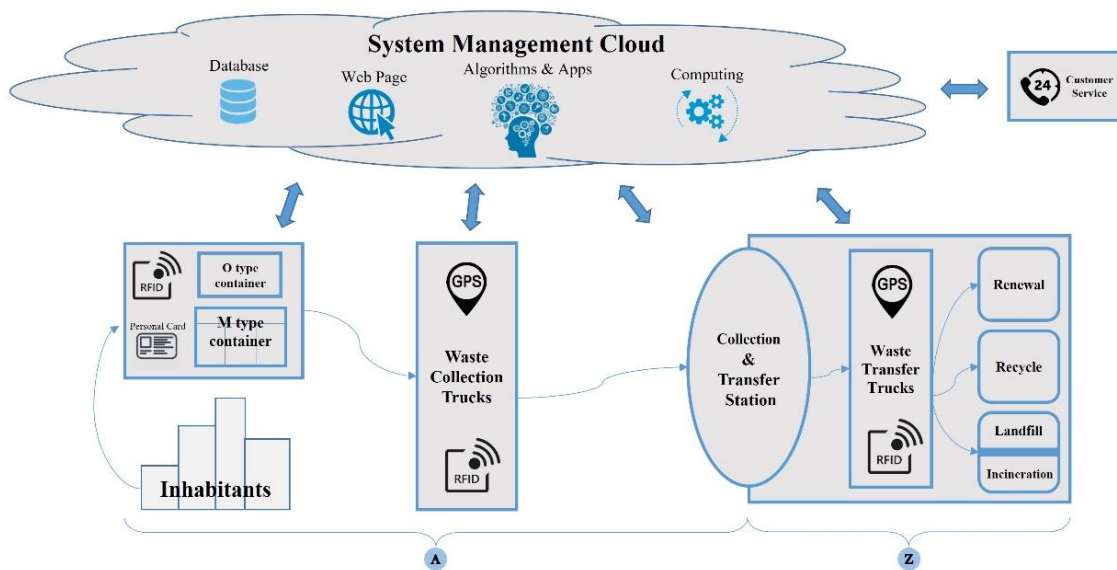 System Management Cloud
Database
Web Page
Algorithms & Apps
Computing
24
Customer
Service
RFID
O type
container
Personal Card
M type
container
Inhabitants
GPS
Waste
Collection
Trucks
RFID
Collection
&
Transfer
Station
GPS
Waste
Transfer
Trucks
RFID
Renewal
Recycle
Landfill
Incineration
A
Z